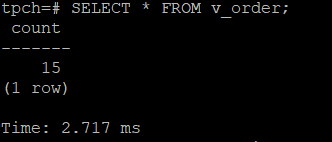 tpch=# SELECT * FROM v_order;
count
-------
15
(1 row)
Time: 2.717 ms